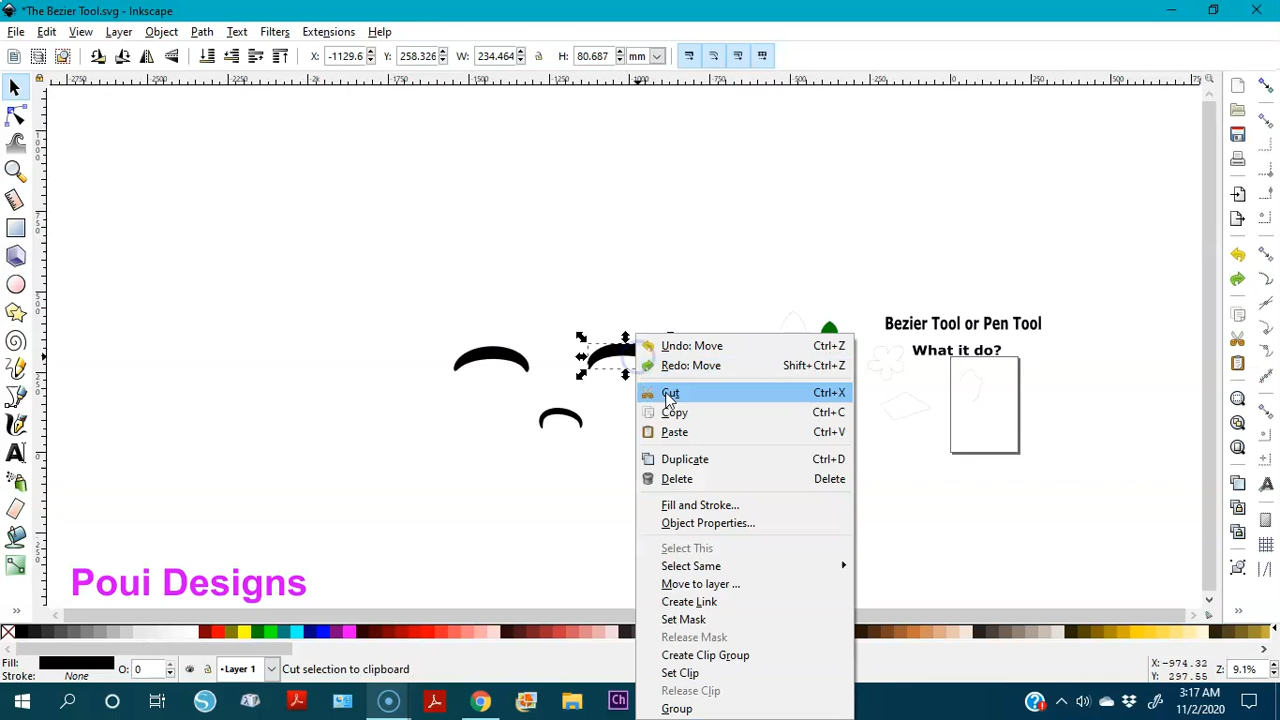 *The Bezier Tool.svg - Inkscape
File Edit View Layer Object Path Text Filters Extensions Help
X: -1129.6 Y: 258.326 W: 234.464 H: 80.687 mm
Bezier Tool or Pen Tool
What it do?
Undo: Move Ctrl+Z
Redo: Move Shift+Ctrl+Z
Cut Ctrl+X
Copy Ctrl+C
Paste Ctrl+V
Duplicate Ctrl+D
Delete Delete
Fill and Stroke...
Object Properties...
Select This
Select Same
Move to layer ...
Create Link
Set Mask
Release Mask
Create Clip Group
Set Clip
Release Clip
Group
Poui Designs
Fill:
Stroke: None
O: 0
Layer 1
Cut selection to clipboard
X: -974.32
Y: 297.55
Z: 9.1%
Ch
3:17 AM
11/2/2020